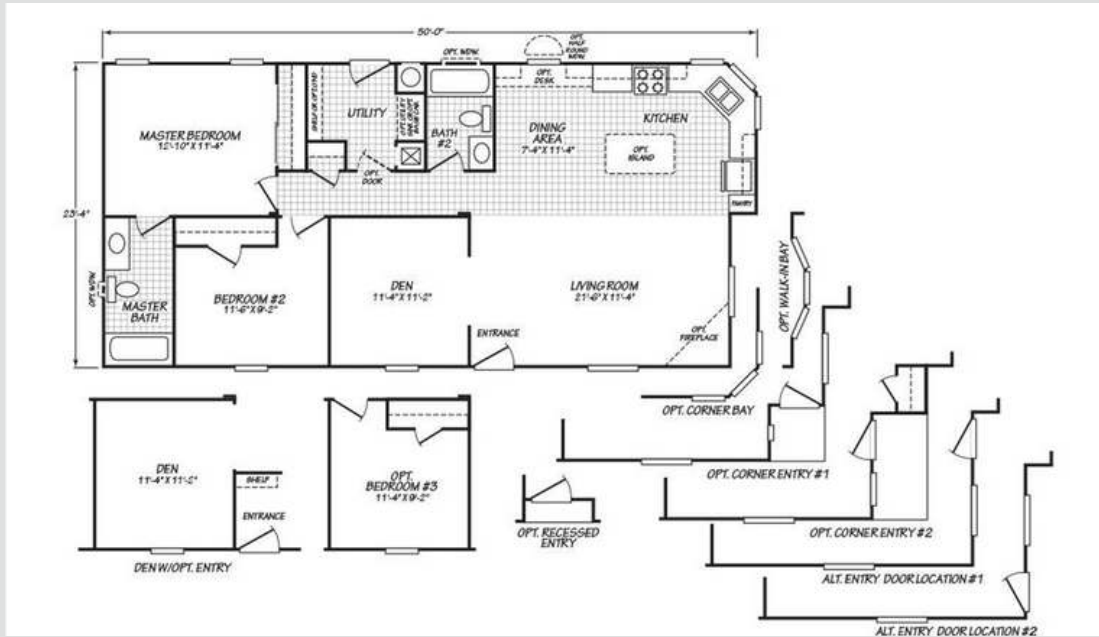 50'-0"
OPT. WDW.
OPT.
HALF
ROUND
WDW.
OPT.
DESK
SHELF OR OPT. O/H
UTILITY
BATH
#2
KITCHEN
MASTER BEDROOM
12'-10" X 11'-4"
DINING
AREA
7'-4" X 11'-4"
OPT.
ISLAND
OPT.
DOOR
PANTRY
23'-4"
OPT. WDW.
MASTER
BATH
BEDROOM #2
11'-6" X 9'-2"
DEN
11'-4" X 11'-2"
LIVING ROOM
21'-6" X 11'-4"
ENTRANCE
OPT.
FIREPLACE
OPT. WALK-IN BAY
OPT. CORNER BAY
DEN
11'-4" X 11'-2"
SHELF
ENTRANCE
DEN W/OPT. ENTRY
OPT.
BEDROOM #3
11'-4" X 9'-2"
OPT. RECESSED
ENTRY
OPT. CORNER ENTRY #1
OPT. CORNER ENTRY #2
ALT. ENTRY DOOR LOCATION #1
ALT. ENTRY DOOR LOCATION #2